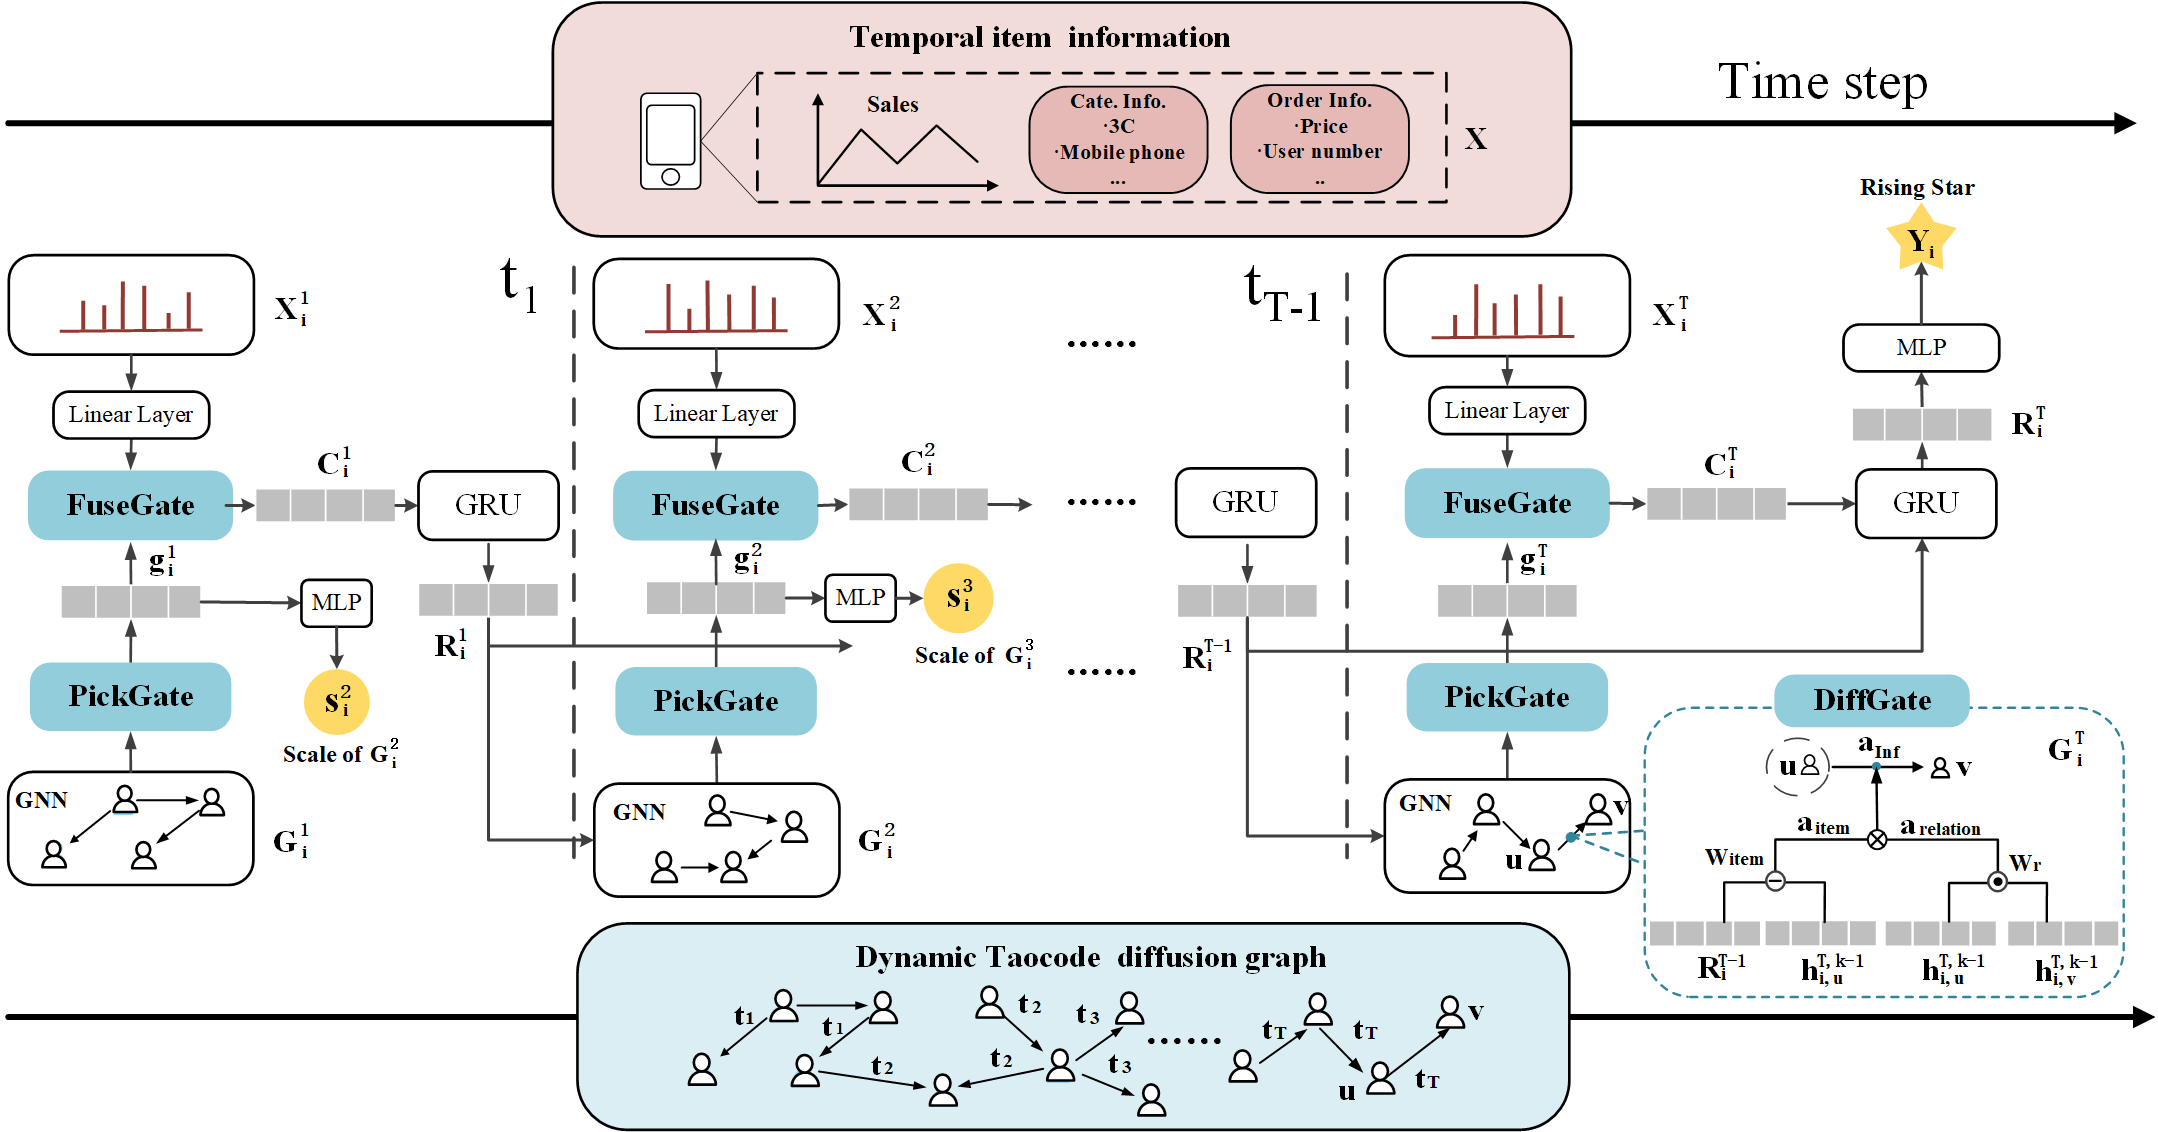 Temporal item information
Sales
Cate. Info.
·3C
·Mobile phone
...
Order Info.
·Price
·User number
..
X
Time step
Rising Star
Y_i
X_i^1
t_1
X_i^2
......
t_{T-1}
X_i^T
MLP
Linear Layer
Linear Layer
Linear Layer
R_i^T
C_i^1
C_i^2
C_i^T
FuseGate
GRU
FuseGate
......
GRU
FuseGate
GRU
g_i^1
g_i^2
g_i^T
MLP
MLP
s_i^3
R_i^1
Scale of G_i^3
......
R_i^{T-1}
PickGate
s_i^2
Scale of G_i^2
PickGate
PickGate
DiffGate
G_i^T
u
a_{Inf}
v
GNN
G_i^1
GNN
G_i^2
GNN
u
v
a_{item}
a_{relation}
W_{item}
W_r
R_i^{T-1}
h_{i,u}^{T,k-1}
h_{i,u}^{T,k-1}
h_{i,v}^{T,k-1}
Dynamic Taocode diffusion graph
t_1
t_1
t_2
t_2
t_2
t_3
t_3
......
t_T
t_T
t_T
u
v